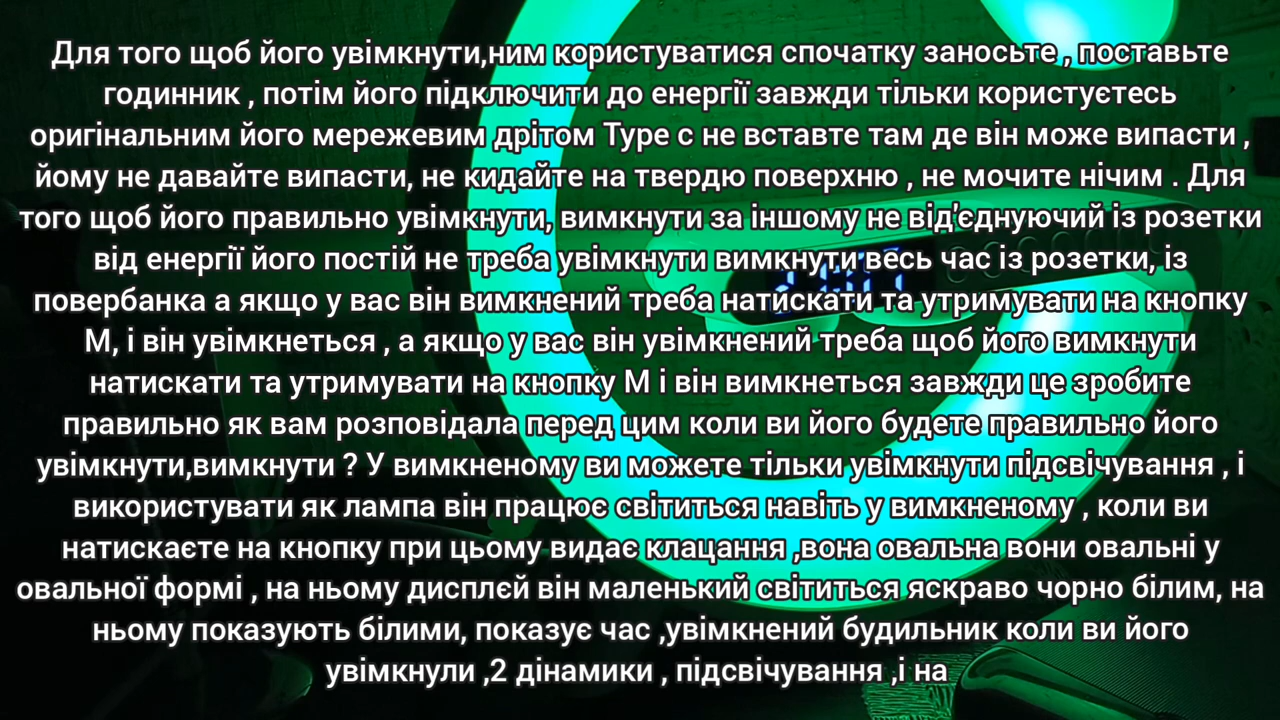 Для того щоб його увімкнути,ним користуватися спочатку заносьте , поставьте
годинник , потім його підключити до енергії завжди тільки користуєтесь
оригінальним його мережевим дрітом Type c не вставте там де він може випасти ,
йому не давайте випасти, не кидайте на твердю поверхню , не мочите нічим . Для
того щоб його правильно увімкнути, вимкнути за іншому не від'єднуючий із розетки
від енергії його постій не треба увімкнути вимкнути весь час із розетки, із
повербанка а якщо у вас він вимкнений треба натискати та утримувати на кнопку
М, і він увімкнеться , а якщо у вас він увімкнений треба щоб його вимкнути
натискати та утримувати на кнопку М і він вимкнеться завжди це зробите
правильно як вам розповідала перед цим коли ви його будете правильно його
увімкнути,вимкнути ? У вимкненому ви можете тільки увімкнути підсвічування , і
використувати як лампа він працює світиться навіть у вимкненому , коли ви
натискаєте на кнопку при цьому видає клацання ,вона овальна вони овальні у
овальної формі , на ньому дисплєй він маленький світиться яскраво чорно білим, на
ньому показують білими, показує час ,увімкнений будильник коли ви його
увімкнули ,2 дінамики , підсвічування ,і на